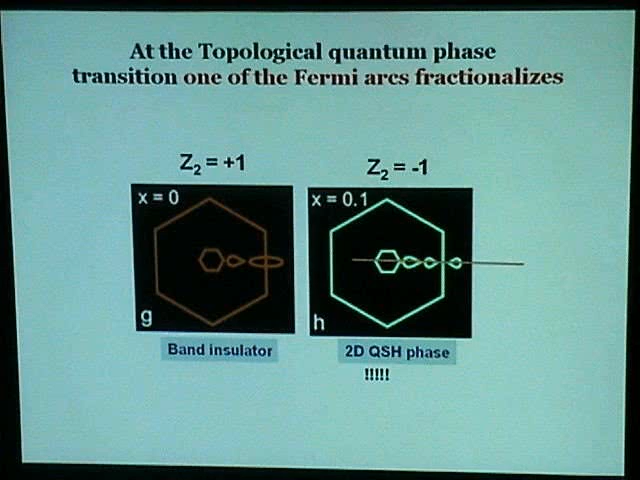 At the Topological quantum phase
transition one of the Fermi arcs fractionalizes
Z₂ = +1
Z₂ = -1
x = 0
x = 0.1
g
h
Band insulator
2D QSH phase
!!!!!